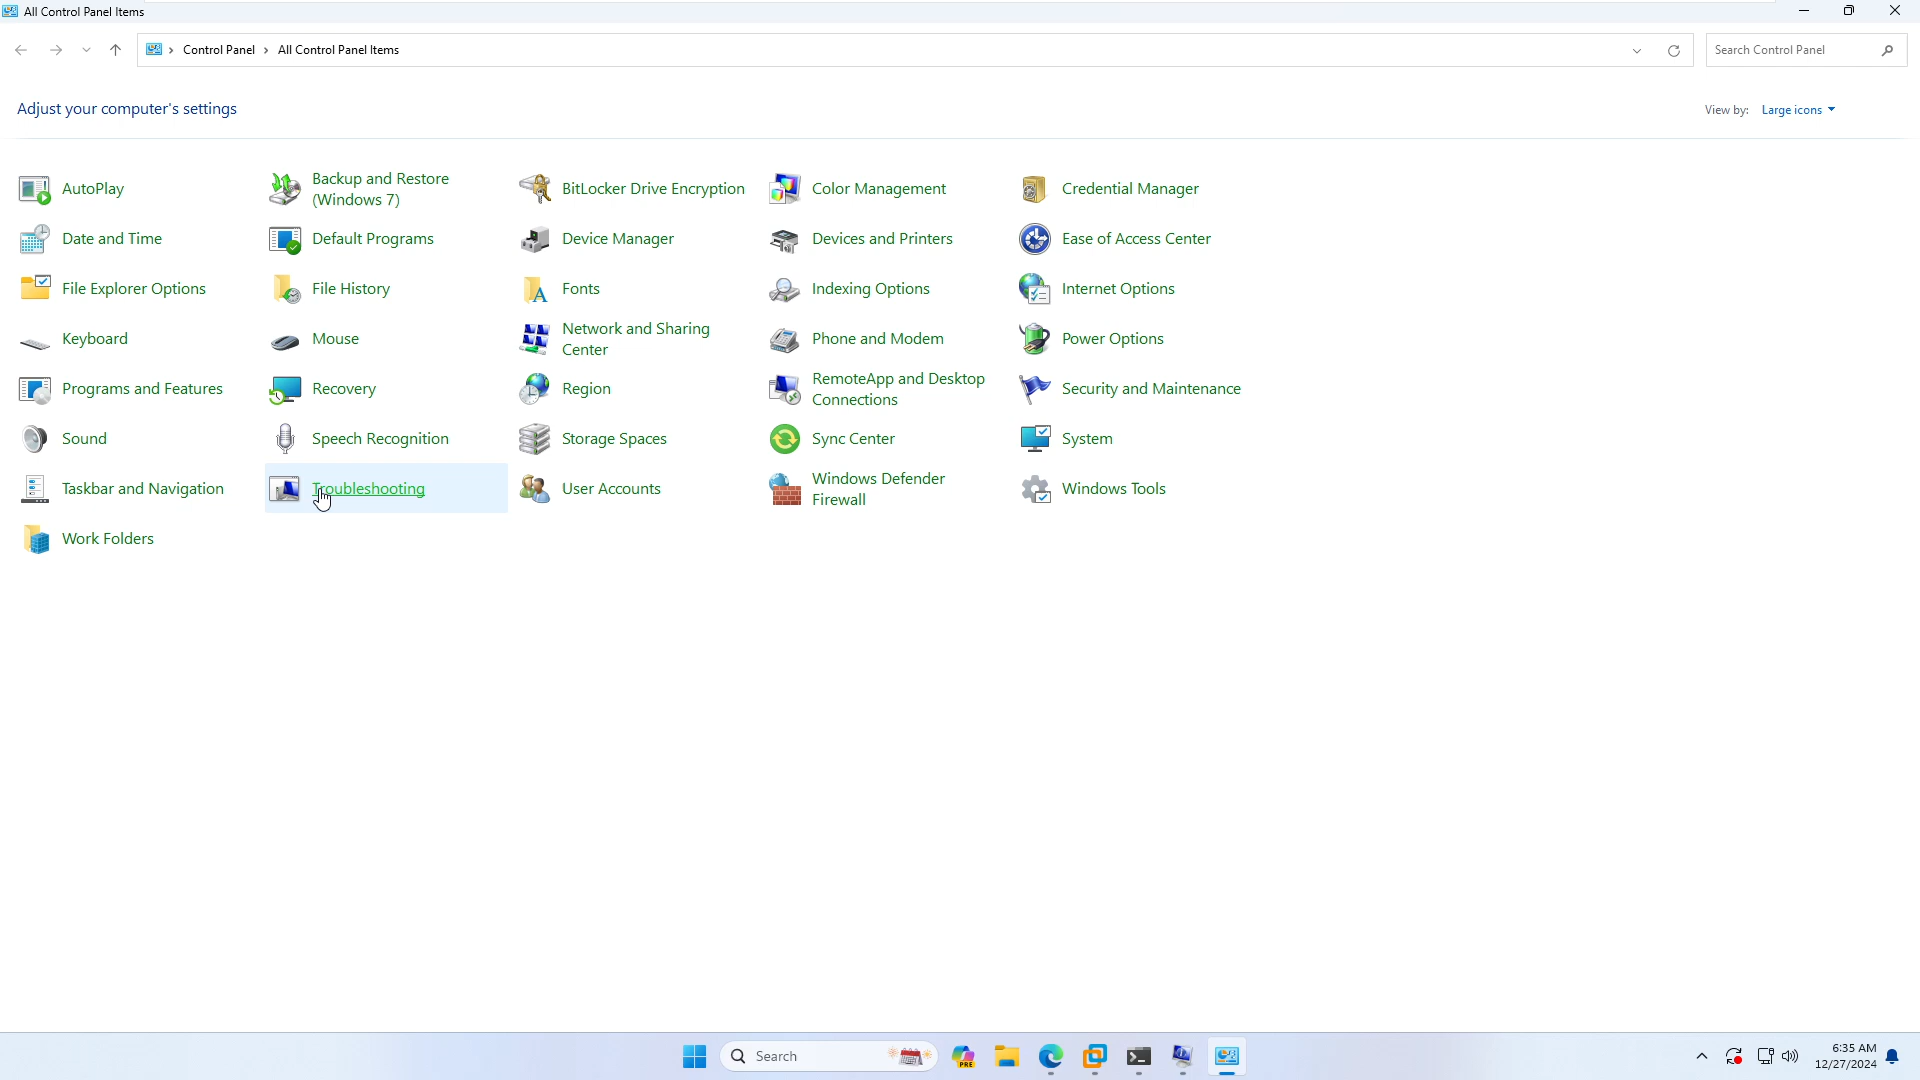 All Control Panel Items
Control Panel > All Control Panel Items
Search Control Panel
Adjust your computer's settings
View by: Large icons
AutoPlay
Backup and Restore
(Windows 7)
BitLocker Drive Encryption
Color Management
Credential Manager
Date and Time
Default Programs
Device Manager
Devices and Printers
Ease of Access Center
File Explorer Options
File History
Fonts
Indexing Options
Internet Options
Keyboard
Mouse
Network and Sharing
Center
Phone and Modem
Power Options
Programs and Features
Recovery
Region
RemoteApp and Desktop
Connections
Security and Maintenance
Sound
Speech Recognition
Storage Spaces
Sync Center
System
Taskbar and Navigation
Troubleshooting
User Accounts
Windows Defender
Firewall
Windows Tools
Work Folders
Search
PRE
6:35 AM
12/27/2024